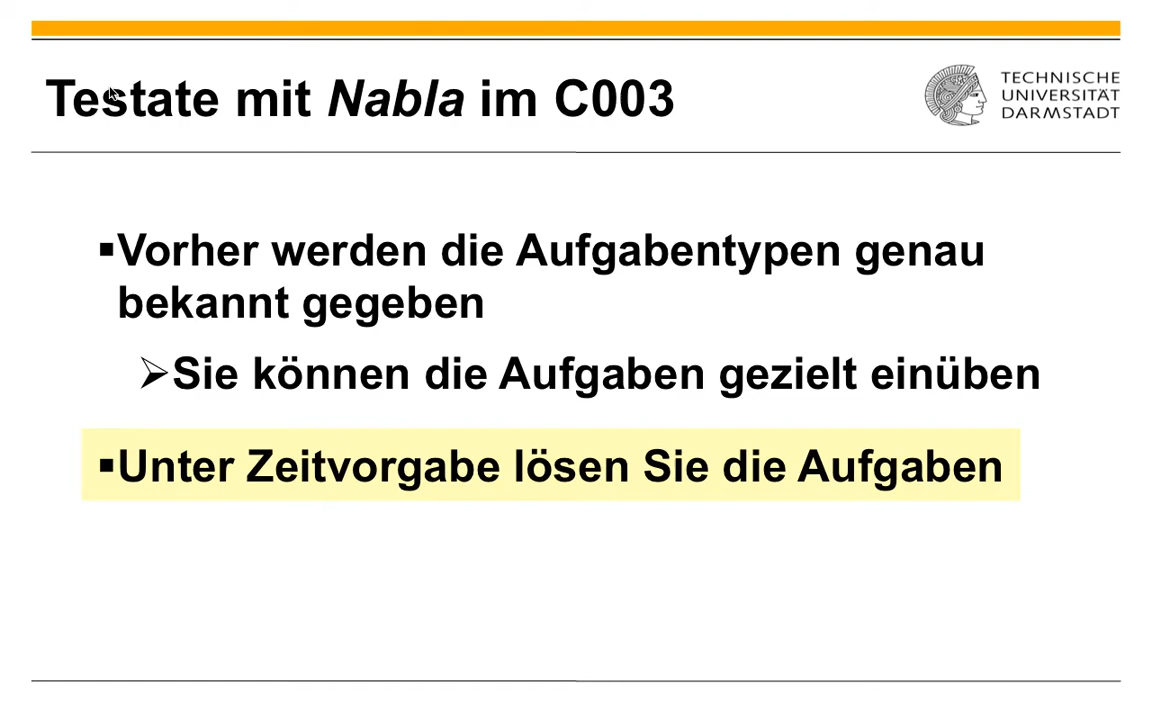 Testate mit Nabla im C003
TECHNISCHE
UNIVERSITÄT
DARMSTADT
▪Vorher werden die Aufgabentypen genau
bekannt gegeben
➢Sie können die Aufgaben gezielt einüben
▪Unter Zeitvorgabe lösen Sie die Aufgaben